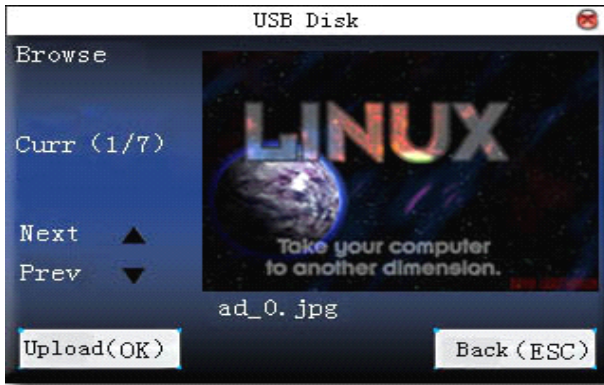 USB Disk
Browse
Curr (1/7)
Next
Prev
LINUX
Take your computer
to another dimension.
ad_0.jpg
Upload(OK)
Back(ESC)